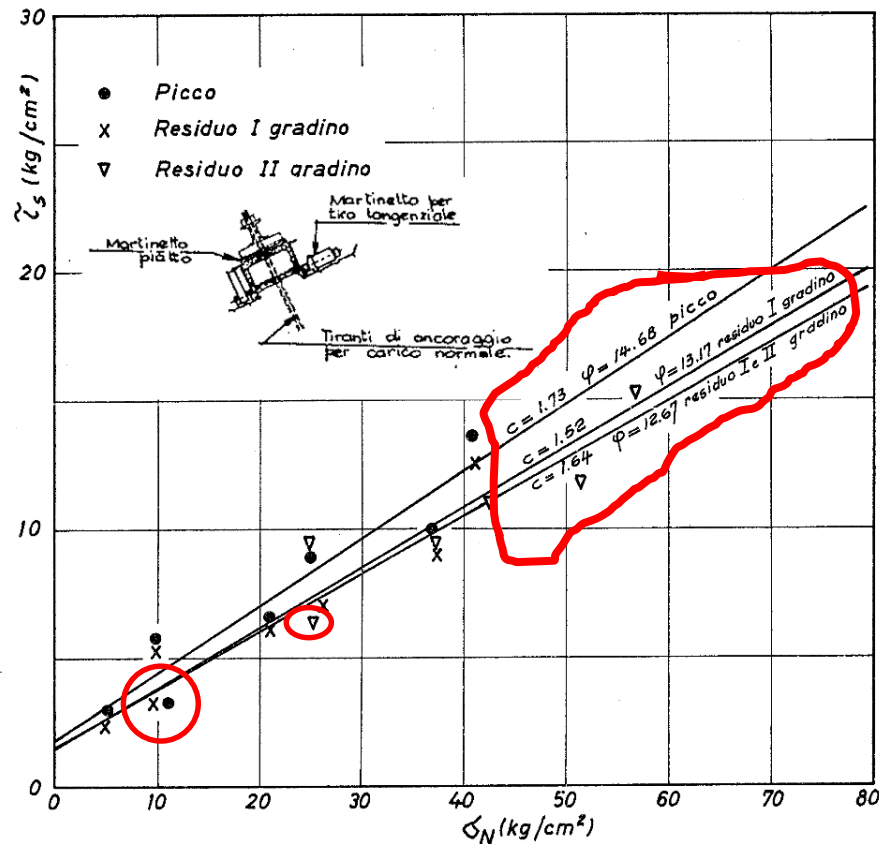 30
τs (kg/cm²)
Picco
Residuo I gradino
Residuo II gradino
Martinetto per
tiro tangenziale
Martinetto
piatto
20
Tiranti di ancoraggio
per carico normale.
c=1.73 φ=14.68 picco
c=1.52 φ=13.17 residuo I gradino
c=1.64 φ=12.67 residuo I e II gradino
10
0
0 10 20 30 40 50 60 70 80
σN (kg/cm²)